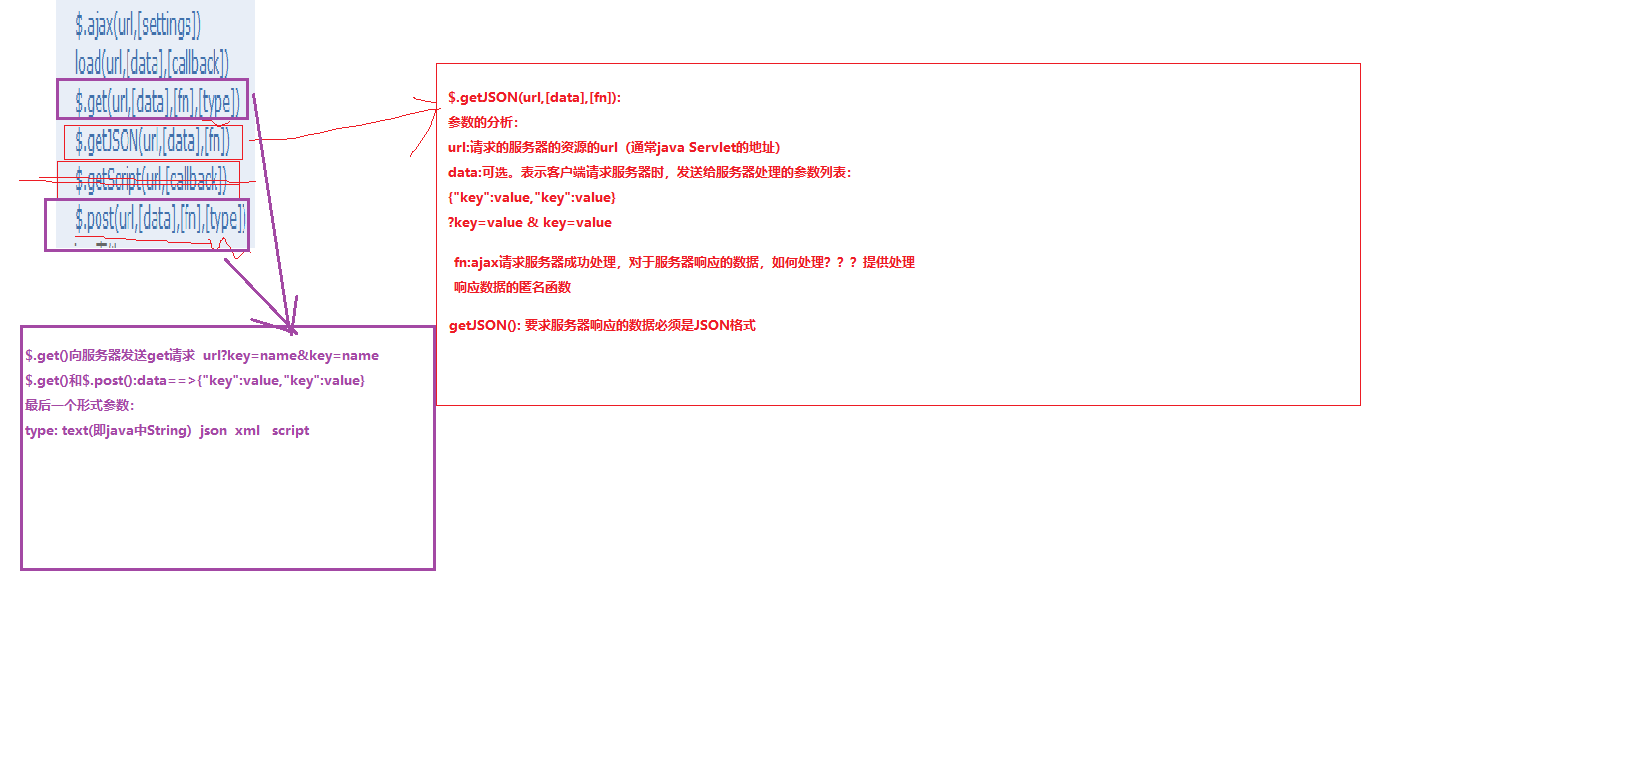 $.ajax(url,[settings])
load(url,[data],[callback])
$.get(url,[data],[fn],[type])
$.getJSON(url,[data],[fn])
$.getScript(url,[callback])
$.post(url,[data],[fn],[type])
$.getJSON(url,[data],[fn]):
参数的分析：
url:请求的服务器的资源的url（通常java Servlet的地址）
data:可选。表示客户端请求服务器时，发送给服务器处理的参数列表：
{"key":value,"key":value}
?key=value & key=value
fn:ajax请求服务器成功处理，对于服务器响应的数据，如何处理？？？提供处理
响应数据的匿名函数
getJSON(): 要求服务器响应的数据必须是JSON格式
$.get()向服务器发送get请求  url?key=name&key=name
$.get()和$.post():data==>{"key":value,"key":value}
最后一个形式参数：
type: text(即java中String)  json  xml   script